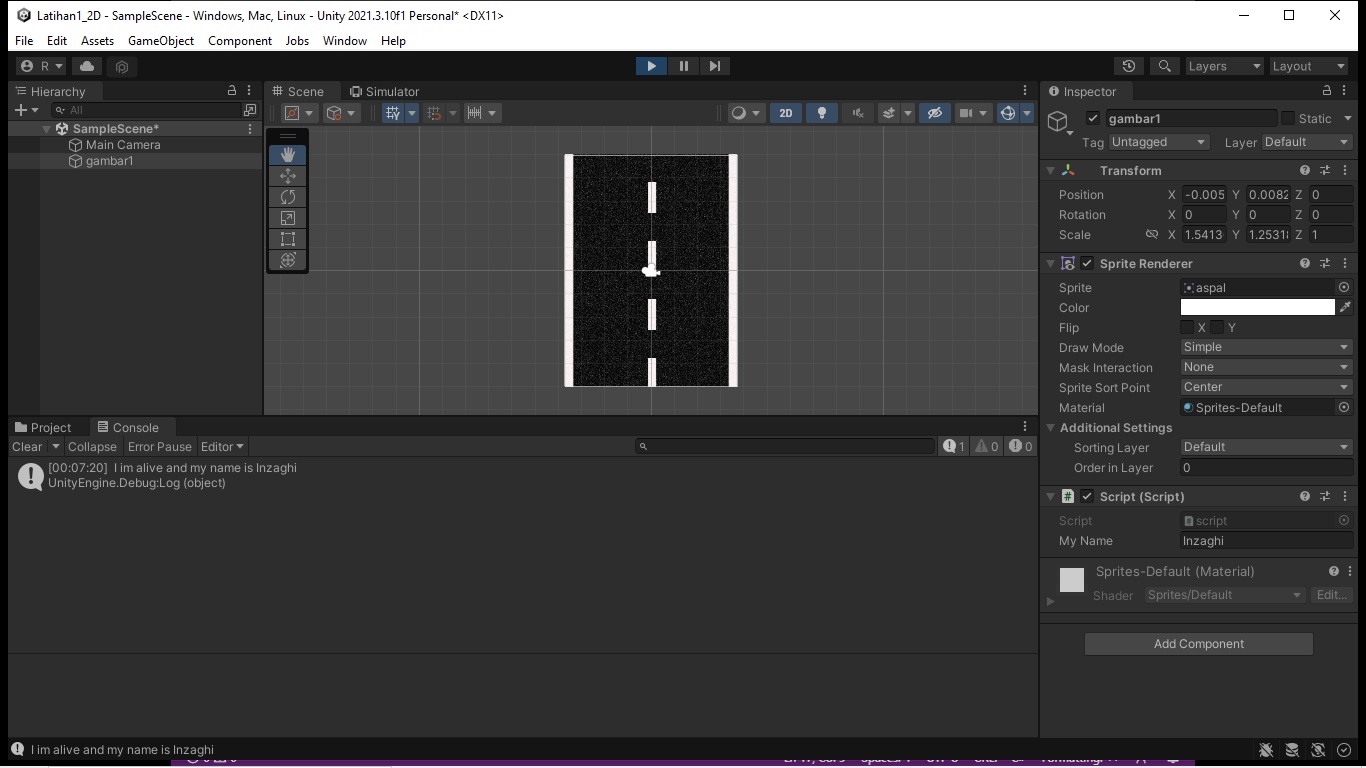 Latihan1_2D - SampleScene - Windows, Mac, Linux - Unity 2021.3.10f1 Personal* <DX11>
File Edit Assets GameObject Component Jobs Window Help
R Layers Layout
Hierarchy
All
SampleScene*
Main Camera
gambar1
Scene Simulator
2D
Inspector
gambar1 Static
Tag Untagged Layer Default
Transform
Position X -0.005 Y 0.0082 Z 0
Rotation X 0 Y 0 Z 0
Scale X 1.5413 Y 1.2531 Z 1
Sprite Renderer
Sprite aspal
Color
Flip X Y
Draw Mode Simple
Mask Interaction None
Sprite Sort Point Center
Material Sprites-Default
Additional Settings
Sorting Layer Default
Order in Layer 0
Script (Script)
Script script
My Name Inzaghi
Sprites-Default (Material)
Shader Sprites/Default Edit...
Add Component
Project Console
Clear Collapse Error Pause Editor 1 0 0
[00:07:20] I im alive and my name is Inzaghi
UnityEngine.Debug:Log (object)
I im alive and my name is Inzaghi